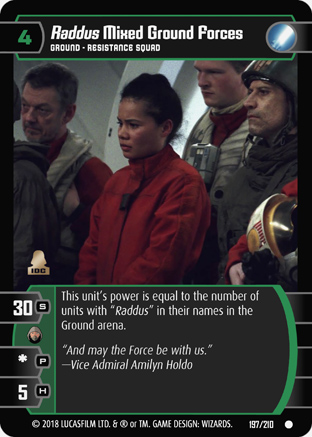 4
Raddus Mixed Ground Forces
GROUND - RESISTANCE SQUAD
IDC
30 S
* P
5 H
This unit's power is equal to the number of
units with "Raddus" in their names in the
Ground arena.
"And may the Force be with us."
—Vice Admiral Amilyn Holdo
© 2018 LUCASFILM LTD. & ® or TM. GAME DESIGN: WIZARDS. 197/210